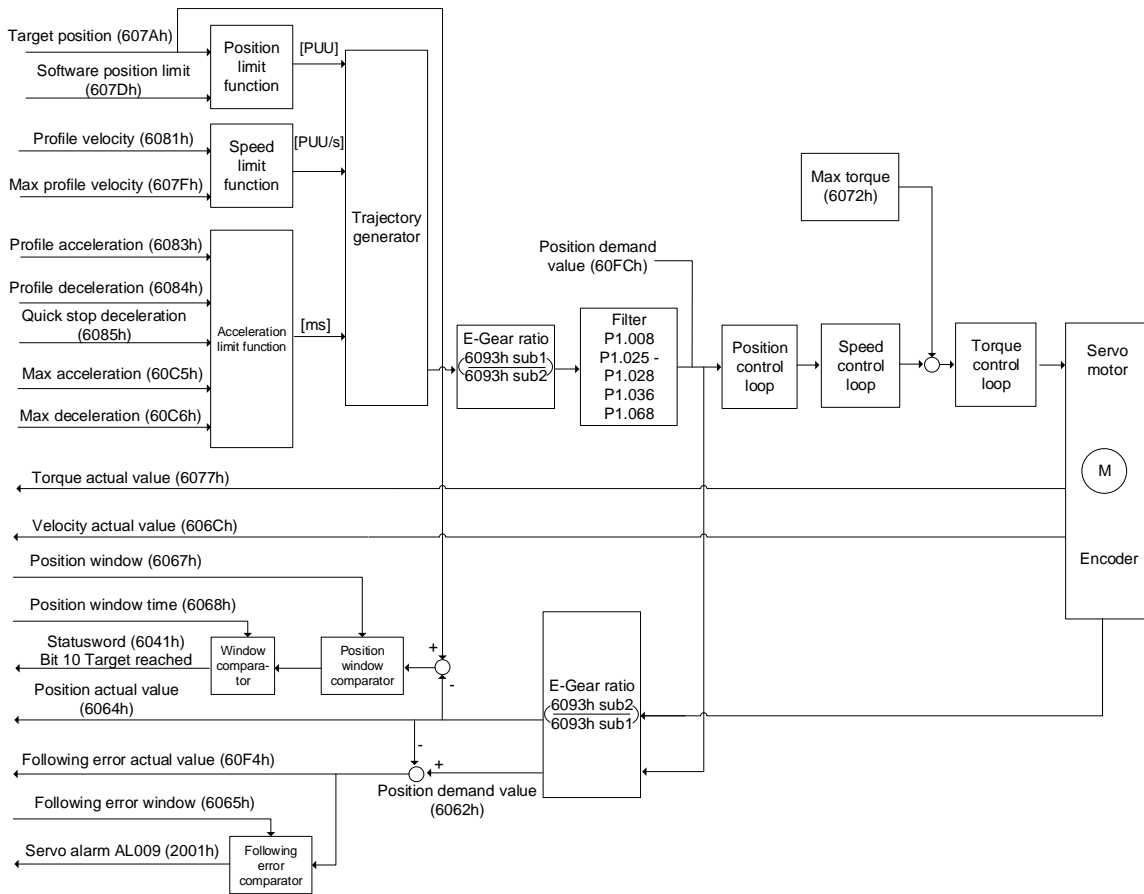 Target position (607Ah)
Software position limit
(607Dh)
Position
limit
function
[PUU]
Profile velocity (6081h)
Max profile velocity (607Fh)
Speed
limit
function
[PUU/s]
Profile acceleration (6083h)
Profile deceleration (6084h)
Quick stop deceleration
(6085h)
Max acceleration (60C5h)
Max deceleration (60C6h)
Acceleration
limit function
[ms]
Trajectory
generator
E-Gear ratio
(6093h sub1
6093h sub2)
Position demand
value (60FCh)
Filter
P1.008
P1.025 -
P1.028
P1.036
P1.068
Position
control
loop
Speed
control
loop
Max torque
(6072h)
Torque
control
loop
Servo
motor
M
Encoder
Torque actual value (6077h)
Velocity actual value (606Ch)
Position window (6067h)
Position window time (6068h)
Statusword (6041h)
Bit 10 Target reached
Window
compara-
tor
Position
window
comparator
+
-
Position actual value
(6064h)
E-Gear ratio
(6093h sub2
6093h sub1)
-
+
Following error actual value (60F4h)
Position demand value
(6062h)
Following error window (6065h)
Servo alarm AL009 (2001h)
Following
error
comparator